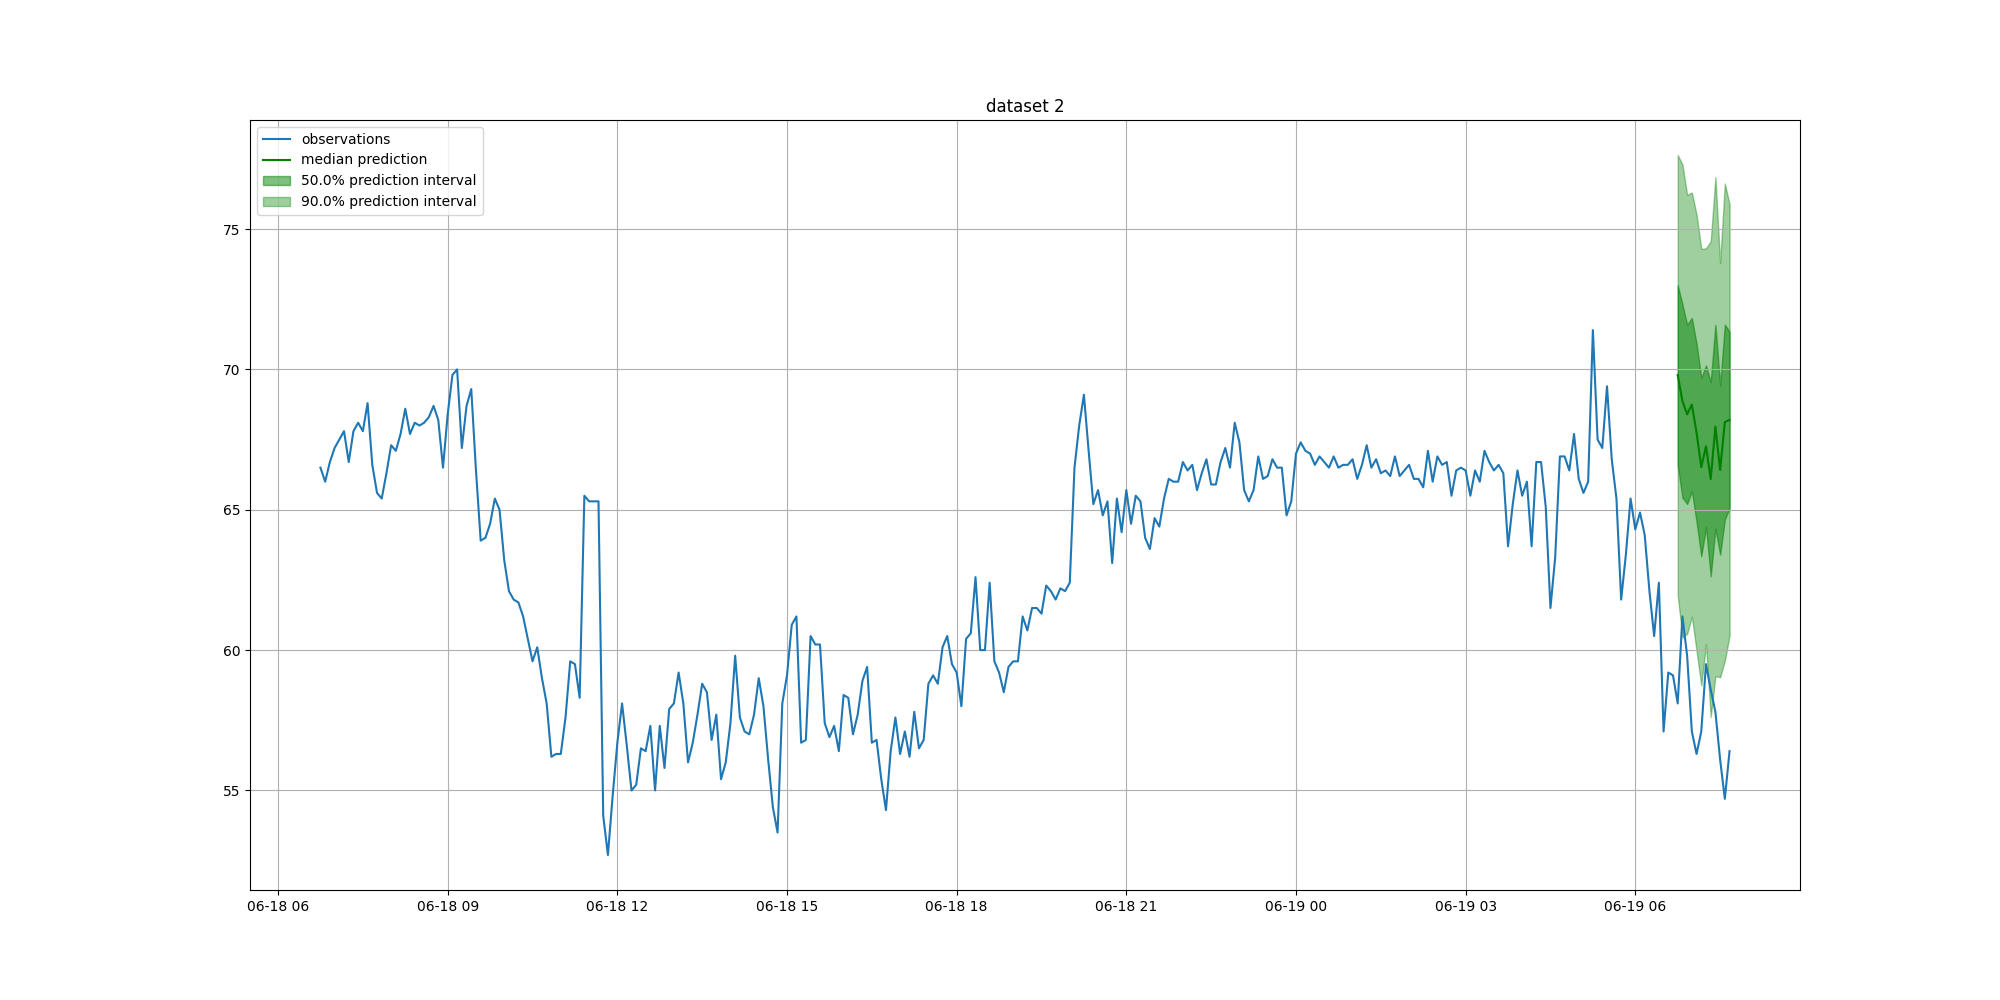 dataset 2
observations
median prediction
50.0% prediction interval
90.0% prediction interval
75
70
65
60
55
06-18 06 06-18 09 06-18 12 06-18 15 06-18 18 06-18 21 06-19 00 06-19 03 06-19 06